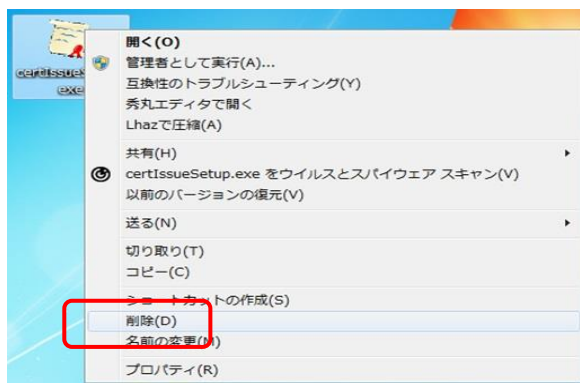 certIssueS
exe
開く(O)
管理者として実行(A)...
互換性のトラブルシューティング(Y)
秀丸エディタで開く
Lhazで圧縮(A)
共有(H)
certIssueSetup.exe をウイルスとスパイウェア スキャン(V)
以前のバージョンの復元(V)
送る(N)
切り取り(T)
コピー(C)
ショートカットの作成(S)
削除(D)
名前の変更(M)
プロパティ(R)